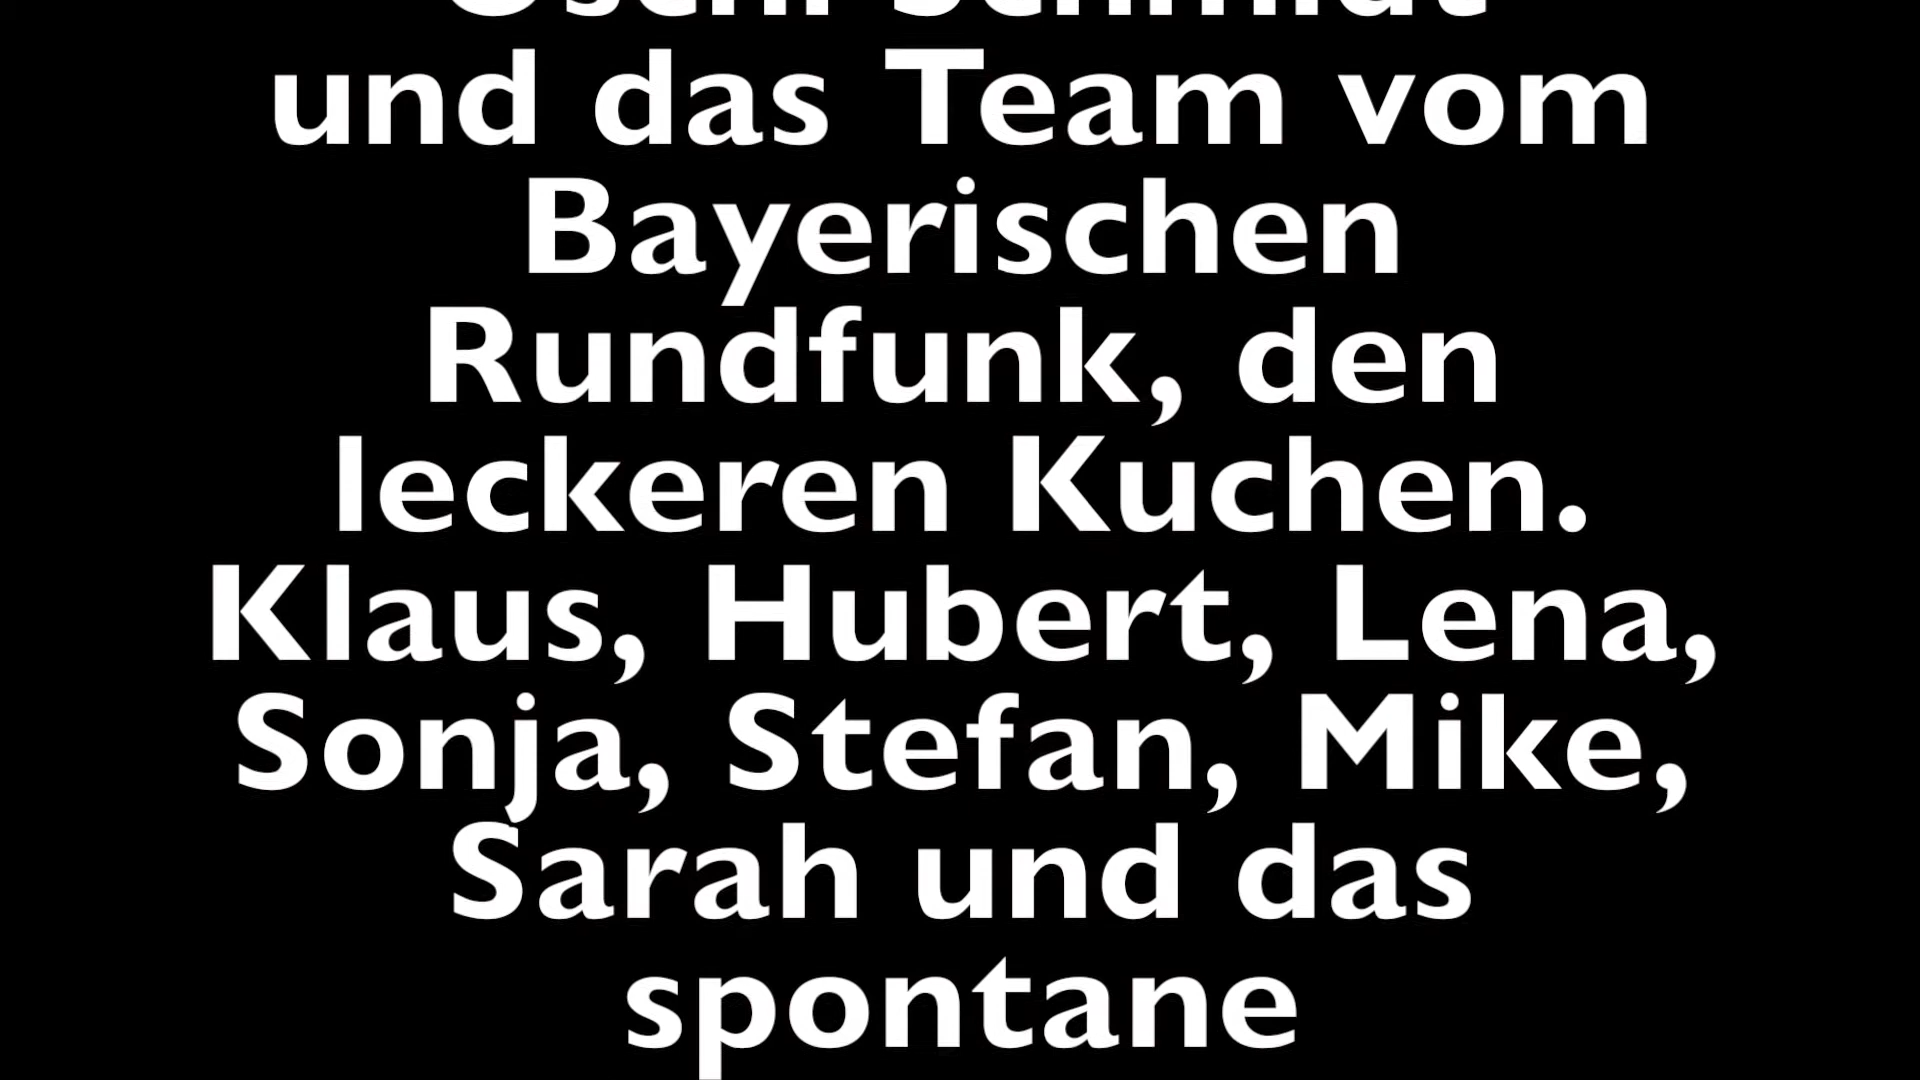 Schmidt
und das Team vom
Bayerischen
Rundfunk, den
leckeren Kuchen.
Klaus, Hubert, Lena,
Sonja, Stefan, Mike,
Sarah und das
spontane